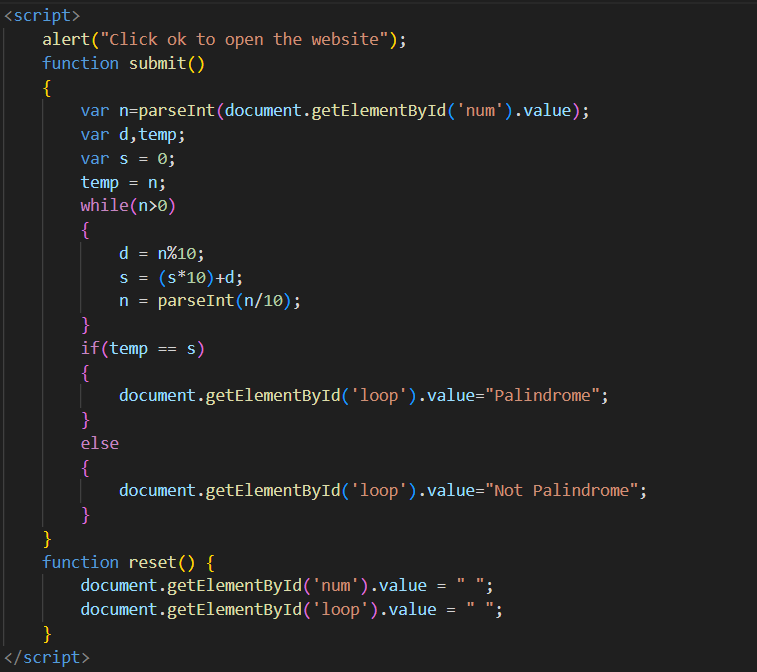 <script>
    alert("Click ok to open the website");
    function submit()
    {
        var n=parseInt(document.getElementById('num').value);
        var d,temp;
        var s = 0;
        temp = n;
        while(n>0)
        {
            d = n%10;
            s = (s*10)+d;
            n = parseInt(n/10);
        }
        if(temp == s)
        {
            document.getElementById('loop').value="Palindrome";
        }
        else
        {
            document.getElementById('loop').value="Not Palindrome";
        }
    }
    function reset() {
        document.getElementById('num').value = " ";
        document.getElementById('loop').value = " ";
    }
</script>